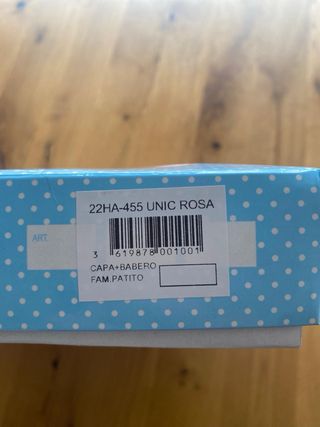 22HA-455 UNIC ROSA
ART.
3 619878 001001
CAPA+BABERO
FAM.PATITO